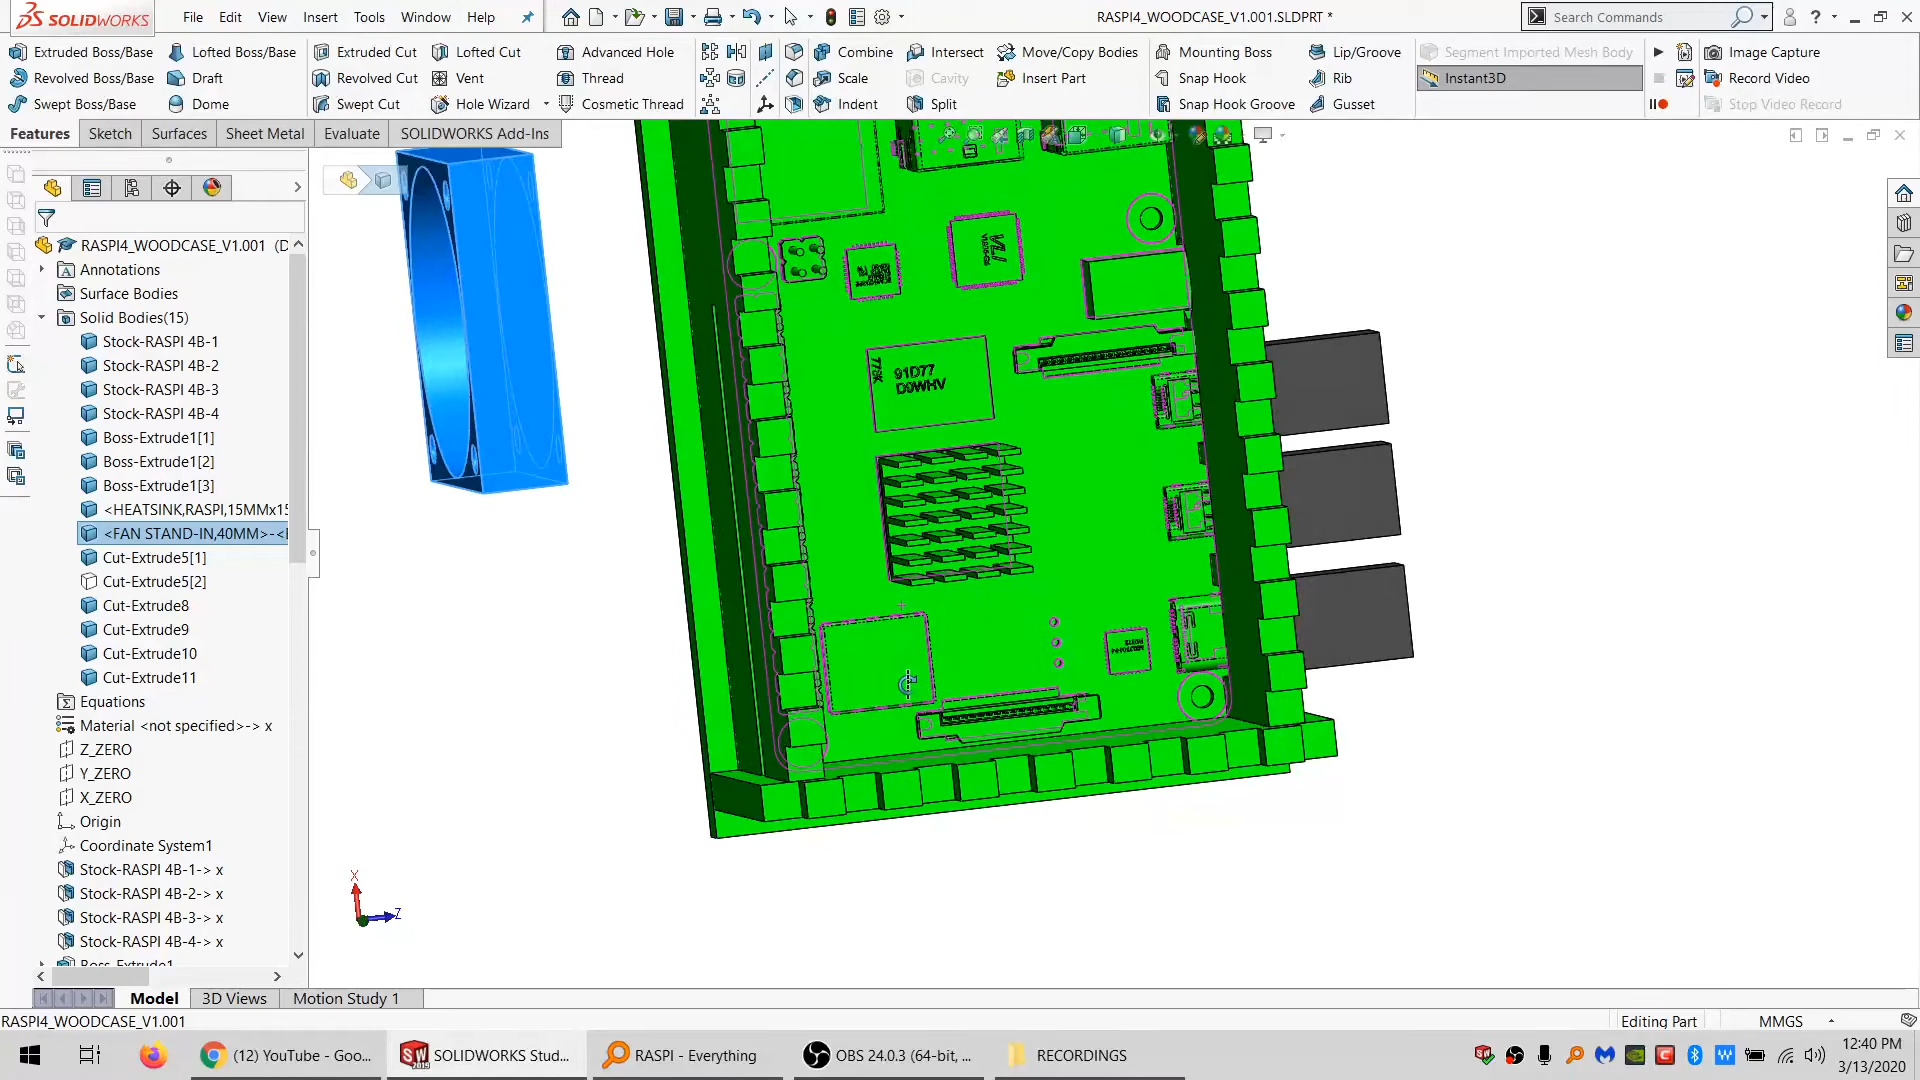 SOLIDWORKS
File Edit View Insert Tools Window Help
RASPI4_WOODCASE_V1.001.SLDPRT *
Search Commands
Extruded Boss/Base
Lofted Boss/Base
Extruded Cut
Lofted Cut
Advanced Hole
Combine
Intersect
Move/Copy Bodies
Mounting Boss
Lip/Groove
Segment Imported Mesh Body
Image Capture
Revolved Boss/Base
Draft
Revolved Cut
Vent
Thread
Scale
Cavity
Insert Part
Snap Hook
Rib
Instant3D
Record Video
Swept Boss/Base
Dome
Swept Cut
Hole Wizard
Cosmetic Thread
Indent
Split
Snap Hook Groove
Gusset
Stop Video Record
Features Sketch Surfaces Sheet Metal Evaluate SOLIDWORKS Add-Ins
RASPI4_WOODCASE_V1.001 (D
Annotations
Surface Bodies
Solid Bodies(15)
Stock-RASPI 4B-1
Stock-RASPI 4B-2
Stock-RASPI 4B-3
Stock-RASPI 4B-4
Boss-Extrude1[1]
Boss-Extrude1[2]
Boss-Extrude1[3]
<HEATSINK,RASPI,15MMx15
<FAN STAND-IN,40MM>-<
Cut-Extrude5[1]
Cut-Extrude5[2]
Cut-Extrude8
Cut-Extrude9
Cut-Extrude10
Cut-Extrude11
Equations
Material <not specified>-> x
Z_ZERO
Y_ZERO
X_ZERO
Origin
Coordinate System1
Stock-RASPI 4B-1-> x
Stock-RASPI 4B-2-> x
Stock-RASPI 4B-3-> x
Stock-RASPI 4B-4-> x
Boss-Extrude1
VLI
778K
91D77
D9WHV
X
Z
Model 3D Views Motion Study 1
RASPI4_WOODCASE_V1.001
Editing Part
MMGS
(12) YouTube - Goo...
SOLIDWORKS Stud...
RASPI - Everything
OBS 24.0.3 (64-bit, ...
RECORDINGS
12:40 PM
3/13/2020